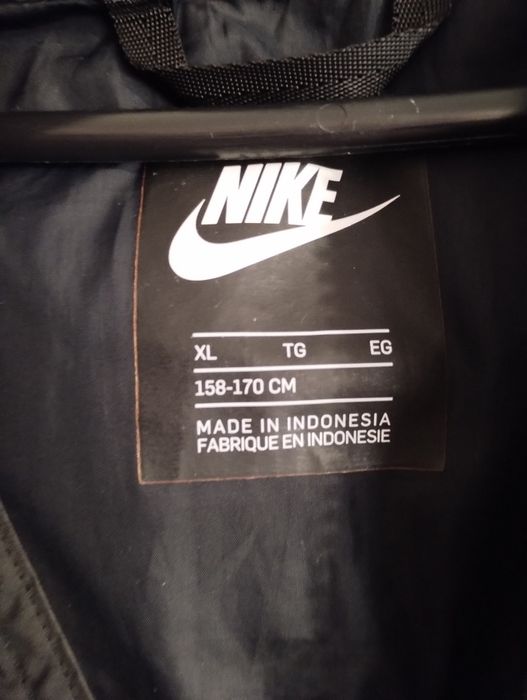 NIKE
XL TG EG
158-170 CM
MADE IN INDONESIA
FABRIQUE EN INDONESIE